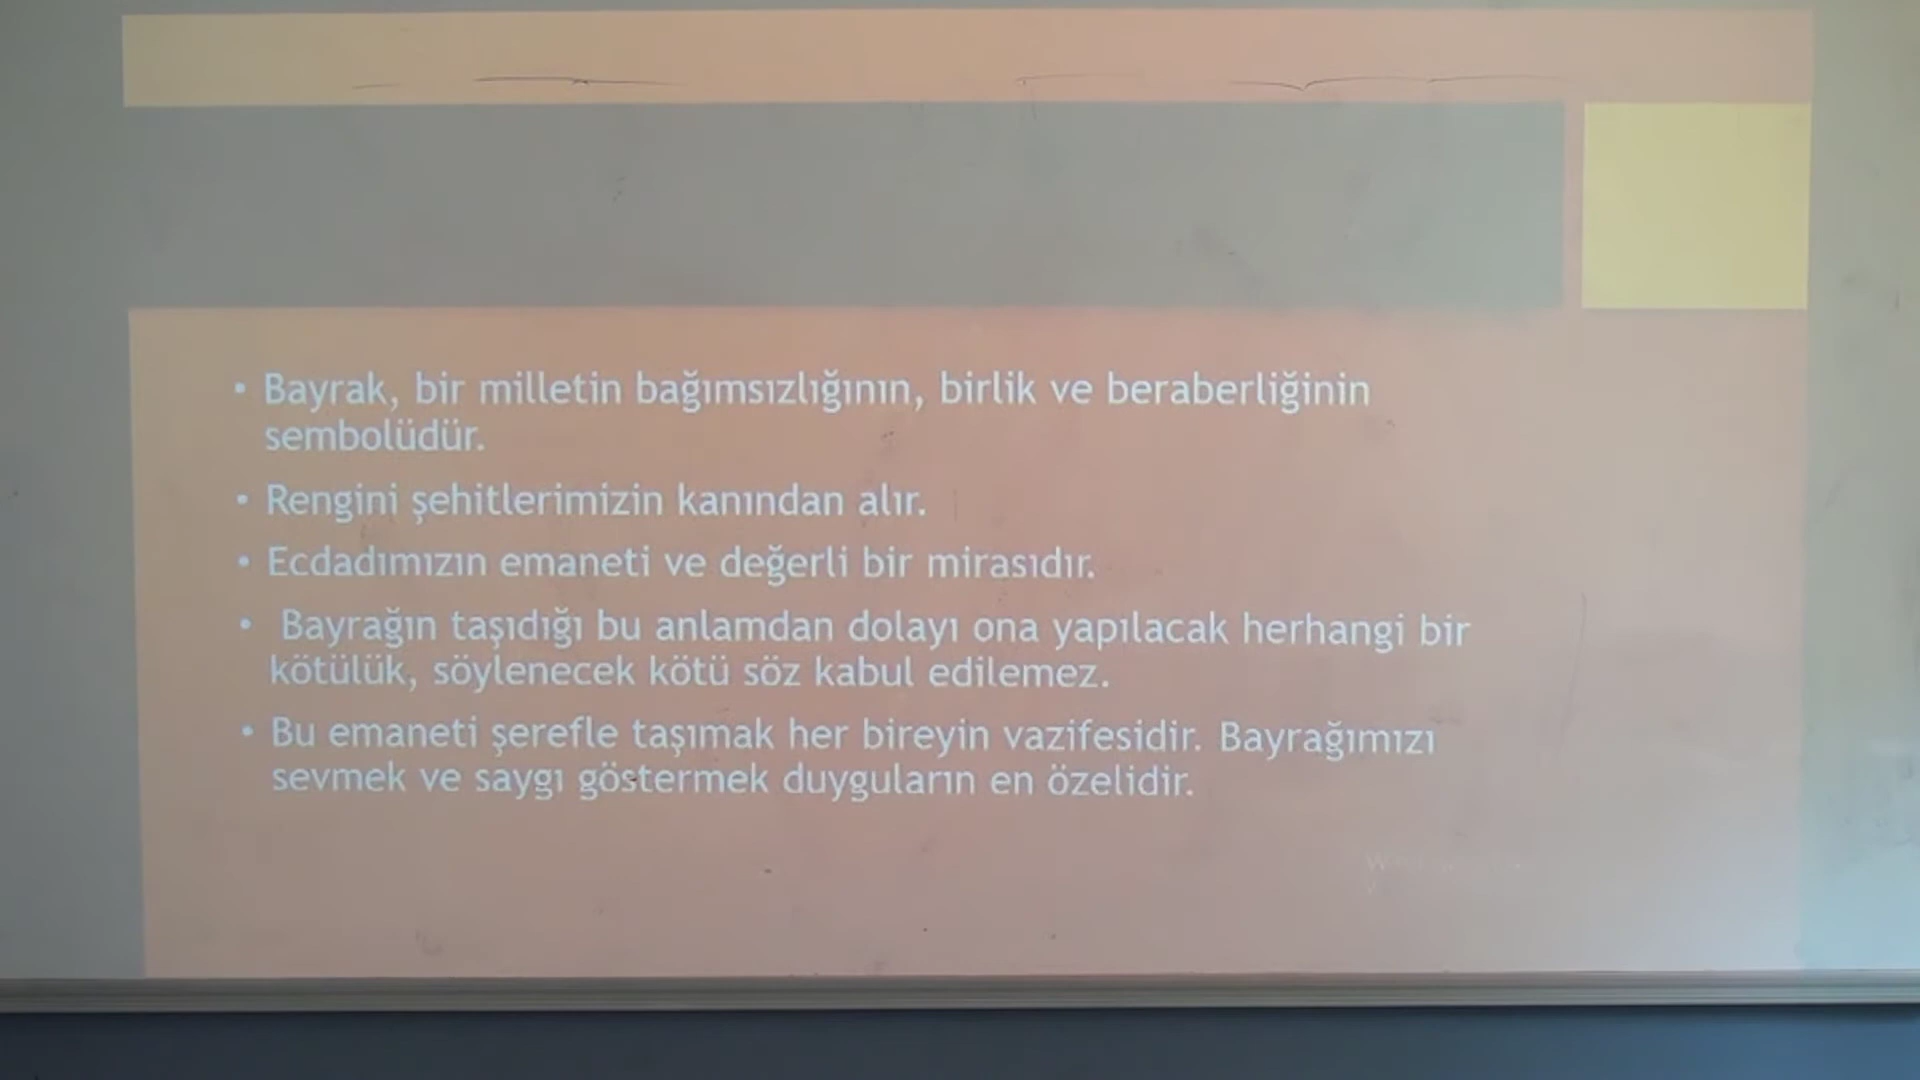 • Bayrak, bir milletin bağımsızlığının, birlik ve beraberliğinin
sembolüdür.
• Rengini şehitlerimizin kanından alır.
• Ecdadımızın emaneti ve değerli bir mirasıdır.
• Bayrağın taşıdığı bu anlamdan dolayı ona yapılacak herhangi bir
kötülük, söylenecek kötü söz kabul edilemez.
• Bu emaneti şerefle taşımak her bireyin vazifesidir. Bayrağımızı
sevmek ve saygı göstermek duyguların en özelidir.